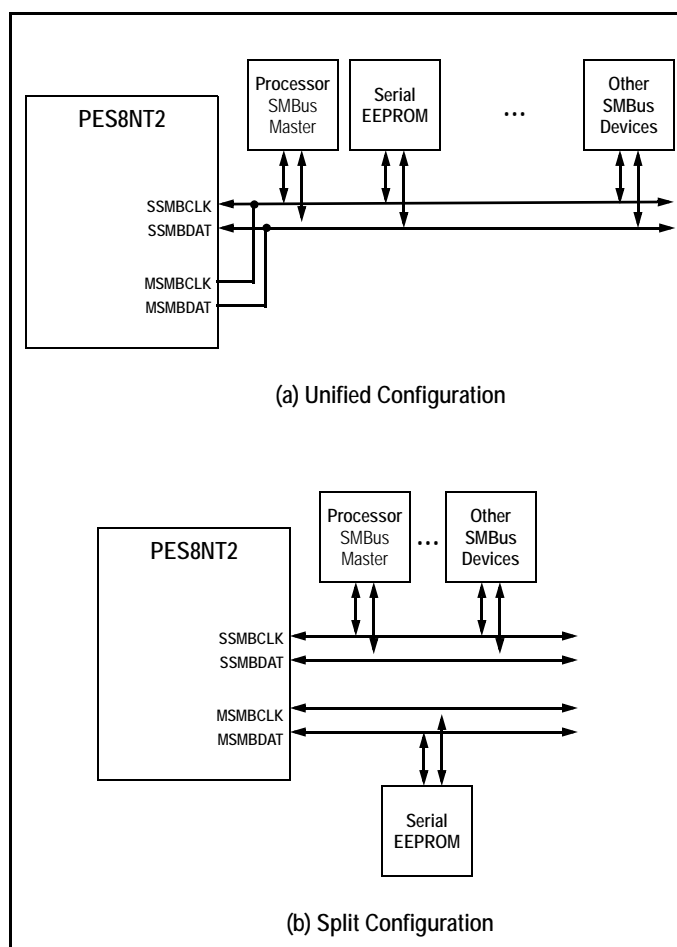 PES8NT2
Processor
SMBus
Master
Serial
EEPROM
...
Other
SMBus
Devices
SSMBCLK
SSMBDAT
MSMBCLK
MSMBDAT
(a) Unified Configuration
PES8NT2
Processor
SMBus
Master
...
Other
SMBus
Devices
SSMBCLK
SSMBDAT
MSMBCLK
MSMBDAT
Serial
EEPROM
(b) Split Configuration